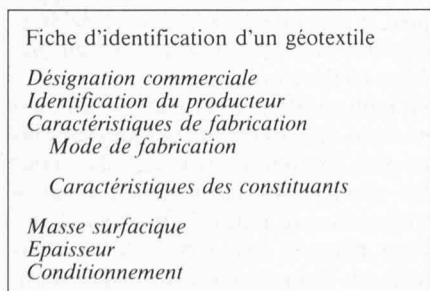 Fiche d'identification d'un géotextile
Désignation commerciale
Identification du producteur
Caractéristiques de fabrication
Mode de fabrication
Caractéristiques des constituants
Masse surfacique
Epaisseur
Conditionnement